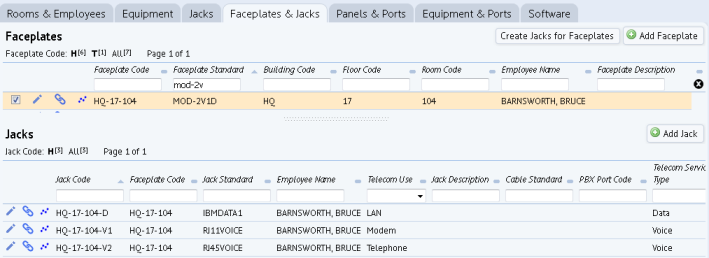 Rooms & Employees Equipment Jacks Faceplates & Jacks Panels & Ports Equipment & Ports Software
Faceplates Create Jacks for Faceplates Add Faceplate
Faceplate Code: H[6] T[1] All[7] Page 1 of 1
Faceplate Code Faceplate Standard Building Code Floor Code Room Code Employee Name Faceplate Description
mod-2v
HQ-17-104 MOD-2V1D HQ 17 104 BARNSWORTH, BRUCE
Jacks Add Jack
Jack Code: H[3] All[3] Page 1 of 1
Jack Code Faceplate Code Jack Standard Employee Name Telecom Use Jack Description Cable Standard PBX Port Code Telecom Servic
Type
HQ-17-104-D HQ-17-104 IBMDATA1 BARNSWORTH, BRUCE LAN Data
HQ-17-104-V1 HQ-17-104 RJ11VOICE BARNSWORTH, BRUCE Modem Voice
HQ-17-104-V2 HQ-17-104 RJ45VOICE BARNSWORTH, BRUCE Telephone Voice